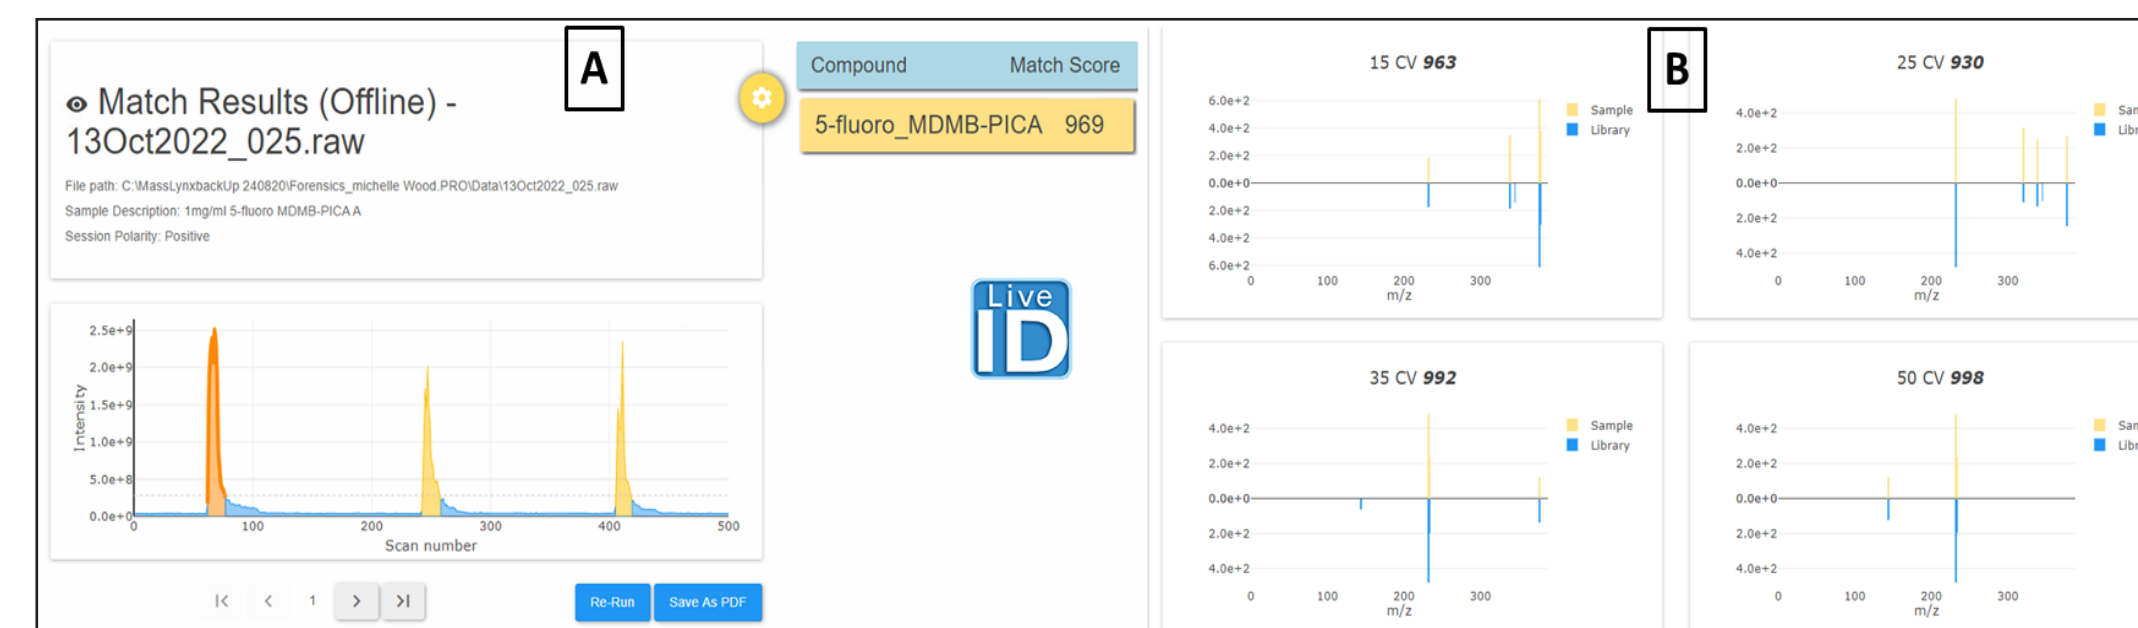 A
Match Results (Offline) -
13Oct2022_025.raw
File path: C:\MassLynxbackUp 240820\Forensics_michelle Wood.PRO\Data\13Oct2022_025.raw
Sample Description: 1mg/ml 5-fluoro MDMB-PICA A
Session Polarity: Positive
2.5e+9
2.0e+9
1.5e+9
1.0e+9
5.0e+8
0.0e+0
Intensity
0 100 200 300 400 500
Scan number
1
Re-Run Save As PDF
Compound Match Score
5-fluoro_MDMB-PICA 969
Live
ID
B
15 CV 963
6.0e+2
4.0e+2
2.0e+2
0.0e+0
2.0e+2
4.0e+2
6.0e+2
0 100 200 300
m/z
Sample
Library
25 CV 930
4.0e+2
2.0e+2
0.0e+0
2.0e+2
4.0e+2
0 100 200 300
m/z
Sam
Libr
35 CV 992
4.0e+2
2.0e+2
0.0e+0
2.0e+2
4.0e+2
0 100 200 300
m/z
Sample
Library
50 CV 998
4.0e+2
2.0e+2
0.0e+0
2.0e+2
4.0e+2
0 100 200 300
m/z
Sam
Libr